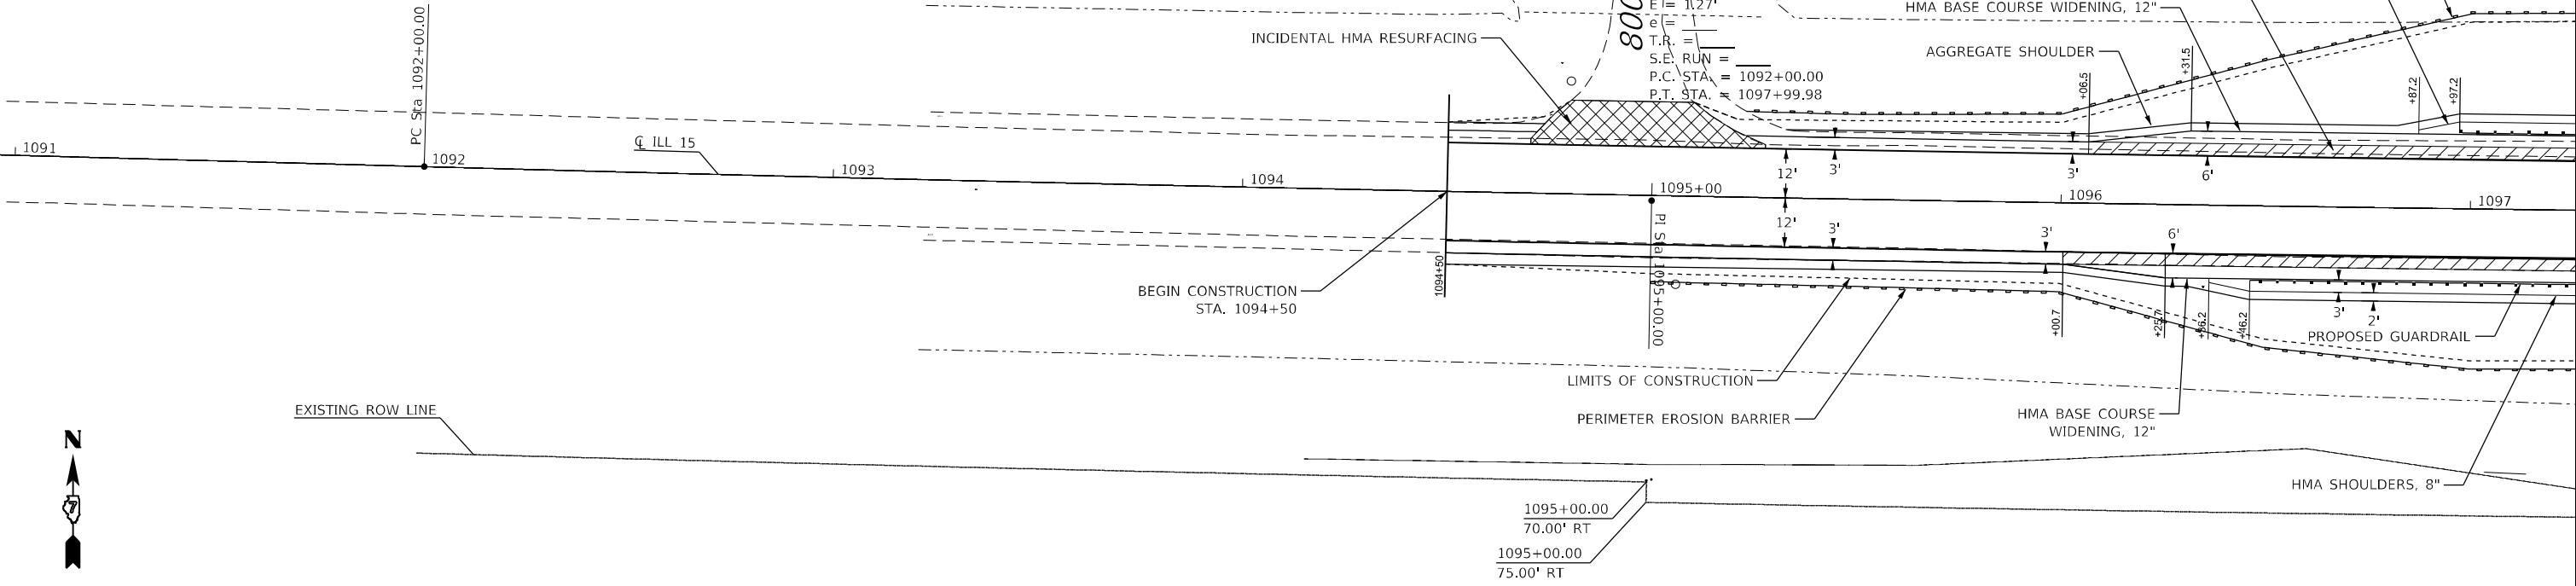 PC Sta 1092+00.00
INCIDENTAL HMA RESURFACING
800
E = 1.27'
e =
T.R. =
S.E. RUN =
P.C. STA. = 1092+00.00
P.T. STA. = 1097+99.98
HMA BASE COURSE WIDENING, 12"
AGGREGATE SHOULDER
+06.5
+31.5
+87.2
+97.2
1091
1092
℄ ILL 15
1093
1094
1095+00
1096
1097
12'
3'
3'
6'
12'
3'
3'
6'
PI Sta 1095+00.00
1094+50
BEGIN CONSTRUCTION
STA. 1094+50
+00.7
+25.7
+36.2
+46.2
3'
2'
PROPOSED GUARDRAIL
LIMITS OF CONSTRUCTION
PERIMETER EROSION BARRIER
HMA BASE COURSE
WIDENING, 12"
HMA SHOULDERS, 8"
EXISTING ROW LINE
N
7
1095+00.00
70.00' RT
1095+00.00
75.00' RT